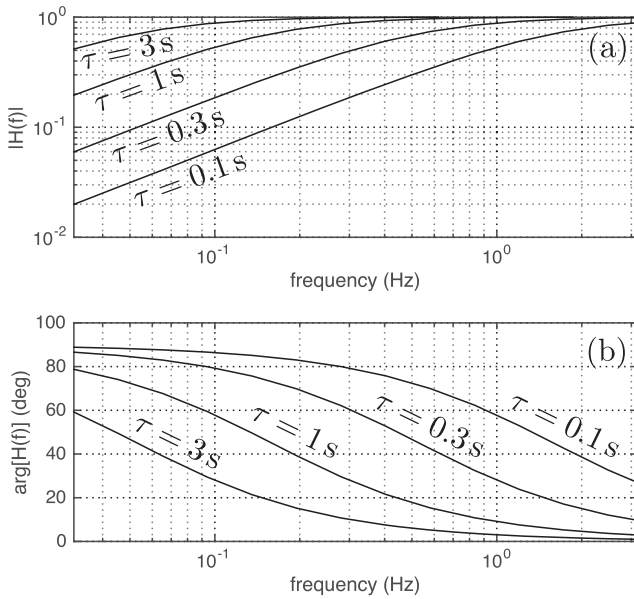 10^0
(a)
τ = 3 s
τ = 1 s
|H(f)|
10^-1
τ = 0.3 s
τ = 0.1 s
10^-2
10^-1
10^0
frequency (Hz)
100
(b)
80
arg[H(f)] (deg)
60
τ = 3 s
τ = 1 s
τ = 0.3 s
τ = 0.1 s
40
20
0
10^-1
10^0
frequency (Hz)